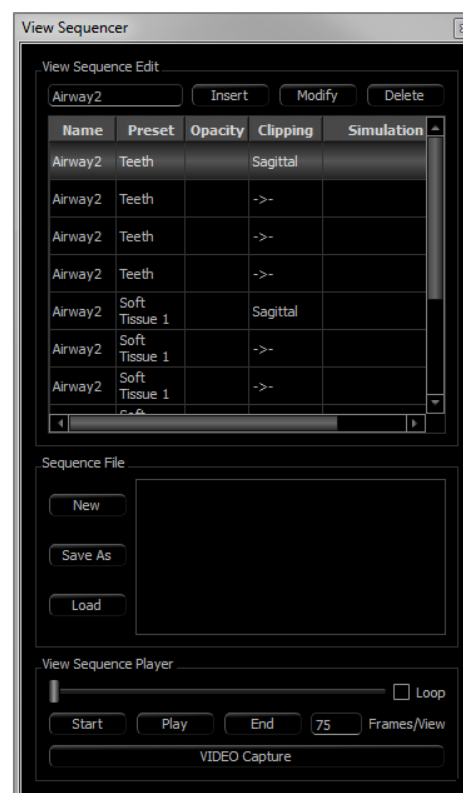 View Sequencer
View Sequence Edit
Airway2 Insert Modify Delete
Name Preset Opacity Clipping Simulation
Airway2 Teeth Sagittal
Airway2 Teeth ->-
Airway2 Teeth ->-
Airway2 Teeth ->-
Airway2 Soft Tissue 1 Sagittal
Airway2 Soft Tissue 1 ->-
Airway2 Soft Tissue 1 ->-
Sequence File
New
Save As
Load
View Sequence Player
Loop
Start Play End 75 Frames/View
VIDEO Capture